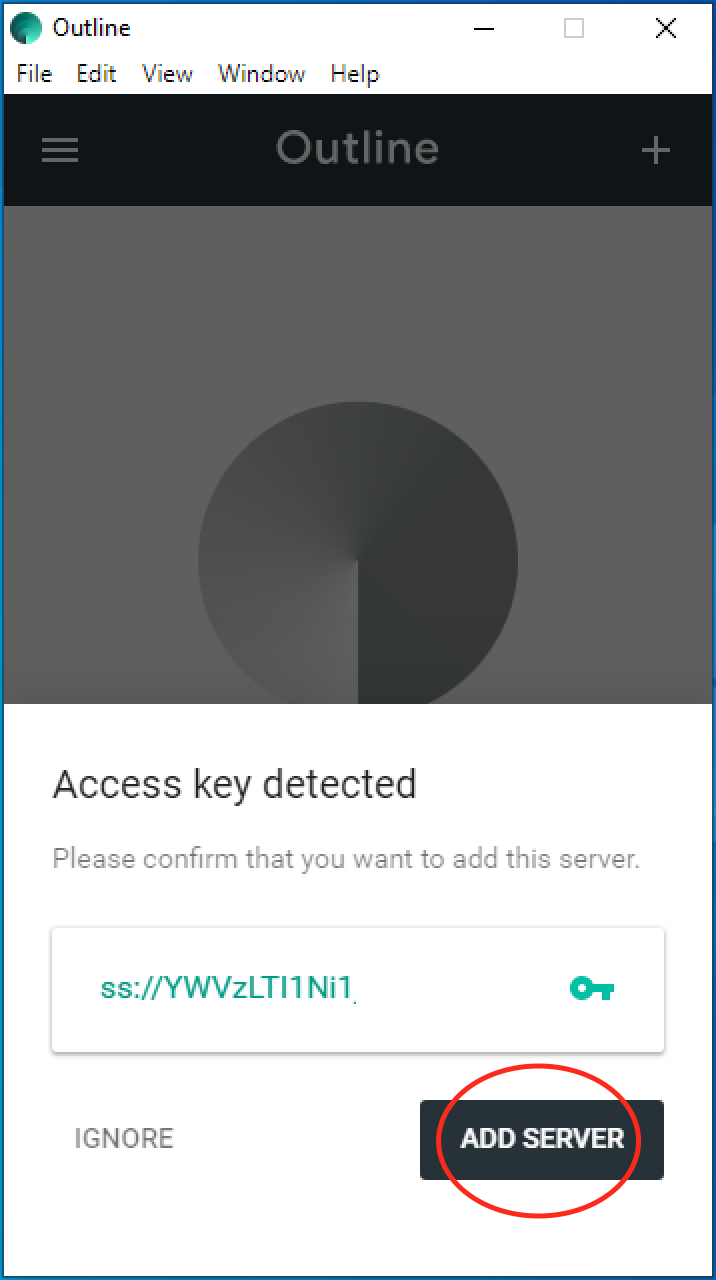 Outline
File Edit View Window Help
Outline
Access key detected
Please confirm that you want to add this server.
ss://YWVzLTI1Ni1
IGNORE
ADD SERVER